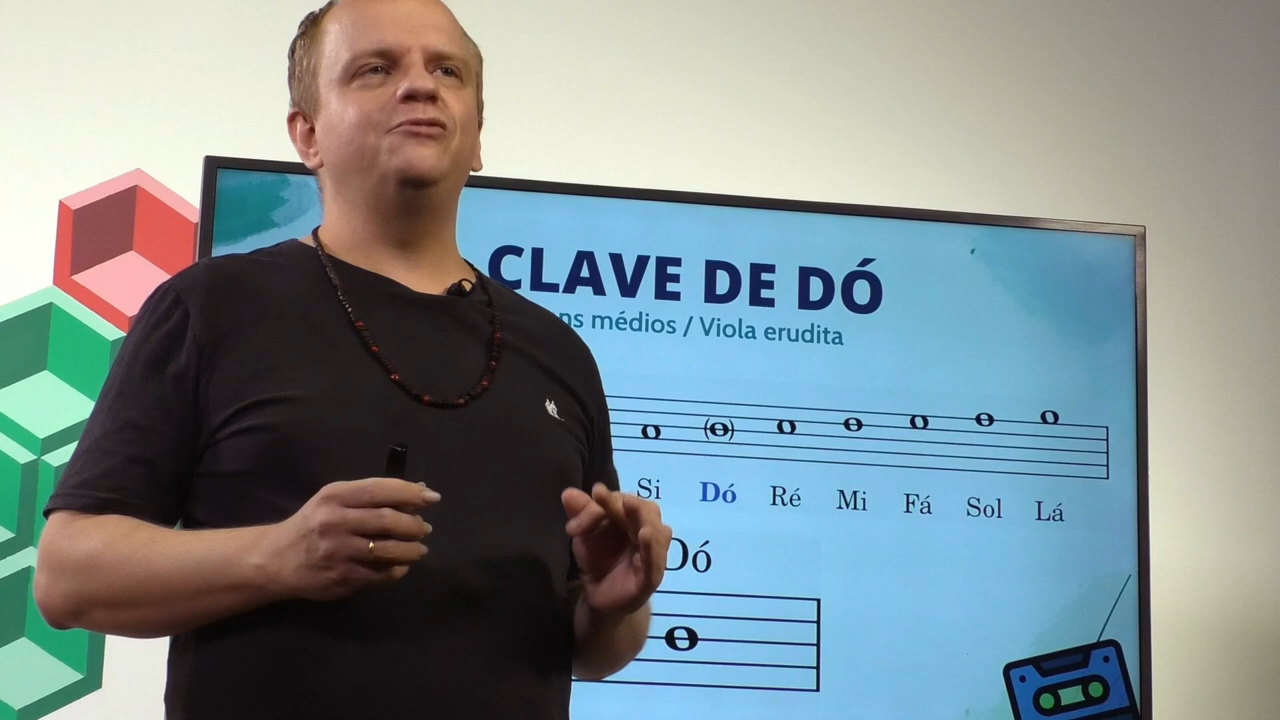 CLAVE DE DÓ
ns médios / Viola erudita
Si Dó Ré Mi Fá Sol Lá
Dó